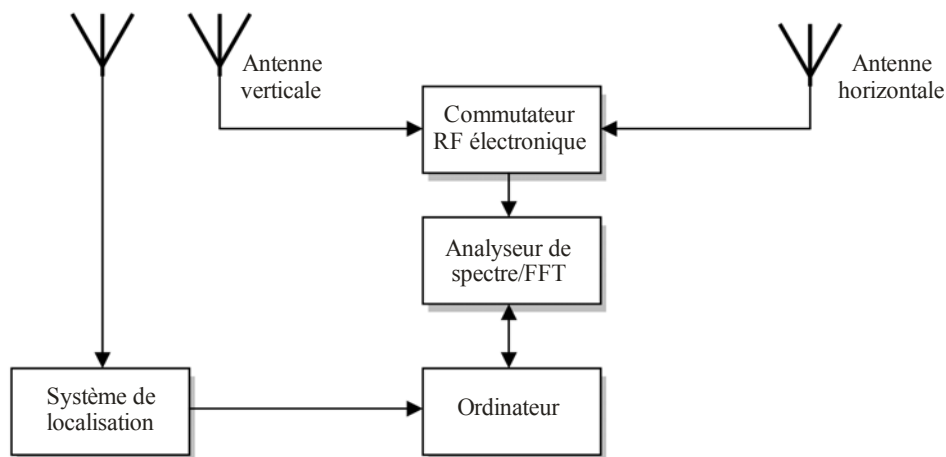 Antenne
verticale
Antenne
horizontale
Commutateur
RF électronique
Analyseur de
spectre/FFT
Système de
localisation
Ordinateur